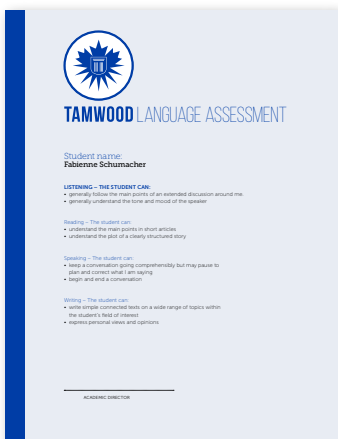 TAMWOOD LANGUAGE ASSESSMENT
Student name:
Fabienne Schumacher
LISTENING – THE STUDENT CAN:
• generally follow the main points of an extended discussion around me.
• generally understand the tone and mood of the speaker
Reading – The student can:
• understand the main points in short articles
• understand the plot of a clearly structured story
Speaking – The student can:
• keep a conversation going comprehensibly but may pause to
plan and correct what I am saying
• begin and end a conversation
Writing – The student can:
• write simple connected texts on a wide range of topics within
the student's field of interest
• express personal views and opinions
ACADEMIC DIRECTOR